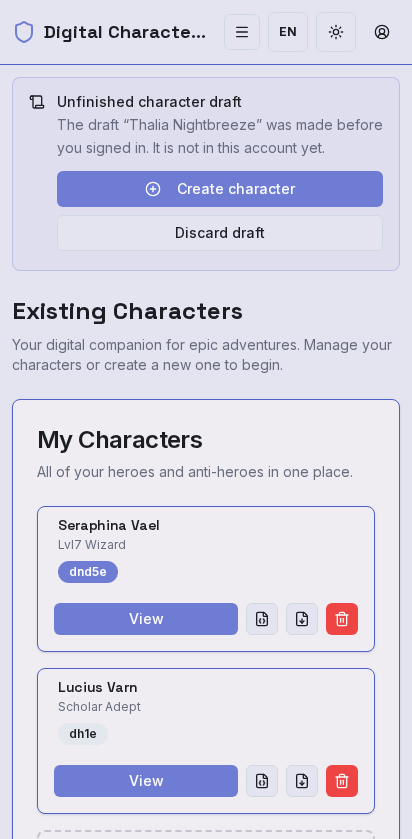 Digital Characte...
EN
Unfinished character draft
The draft “Thalia Nightbreeze” was made before
you signed in. It is not in this account yet.
Create character
Discard draft
Existing Characters
Your digital companion for epic adventures. Manage your
characters or create a new one to begin.
My Characters
All of your heroes and anti-heroes in one place.
Seraphina Vael
Lvl7 Wizard
dnd5e
View
Lucius Varn
Scholar Adept
dh1e
View